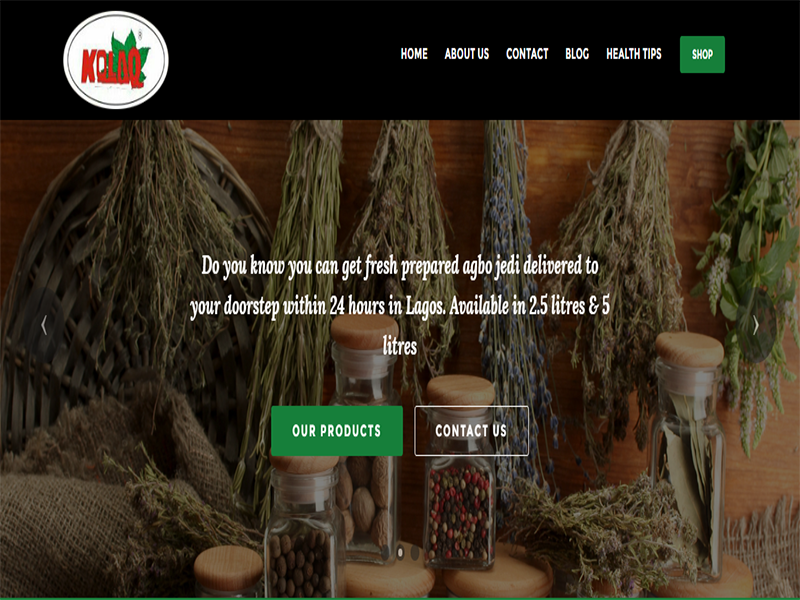 KOLAQ
®
HOME ABOUT US CONTACT BLOG HEALTH TIPS SHOP
Do you know you can get fresh prepared agbo jedi delivered to
your doorstep within 24 hours in Lagos. Available in 2.5 litres & 5
litres
OUR PRODUCTS CONTACT US